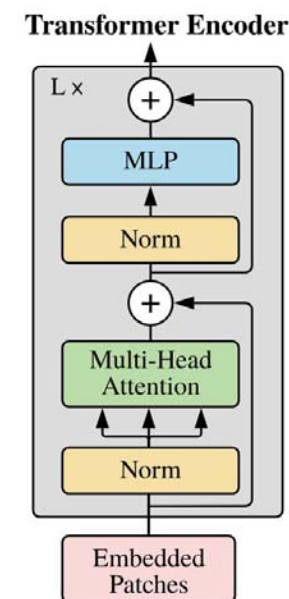 Transformer Encoder
L ×
+
MLP
Norm
+
Multi-Head
Attention
Norm
Embedded
Patches